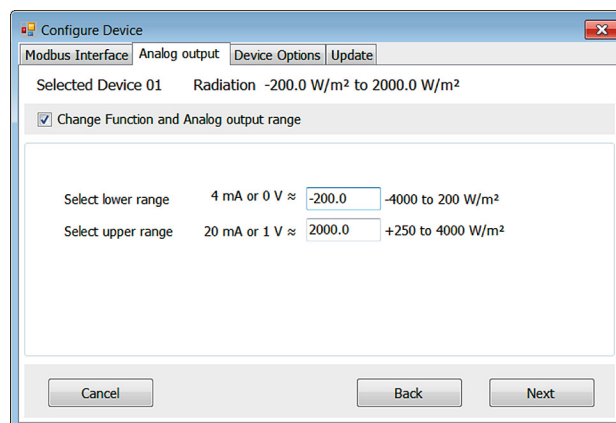 Configure Device
Modbus Interface Analog output Device Options Update
Selected Device 01 Radiation -200.0 W/m² to 2000.0 W/m²
Change Function and Analog output range
Select lower range 4 mA or 0 V ≈ -200.0 -4000 to 200 W/m²
Select upper range 20 mA or 1 V ≈ 2000.0 +250 to 4000 W/m²
Cancel Back Next